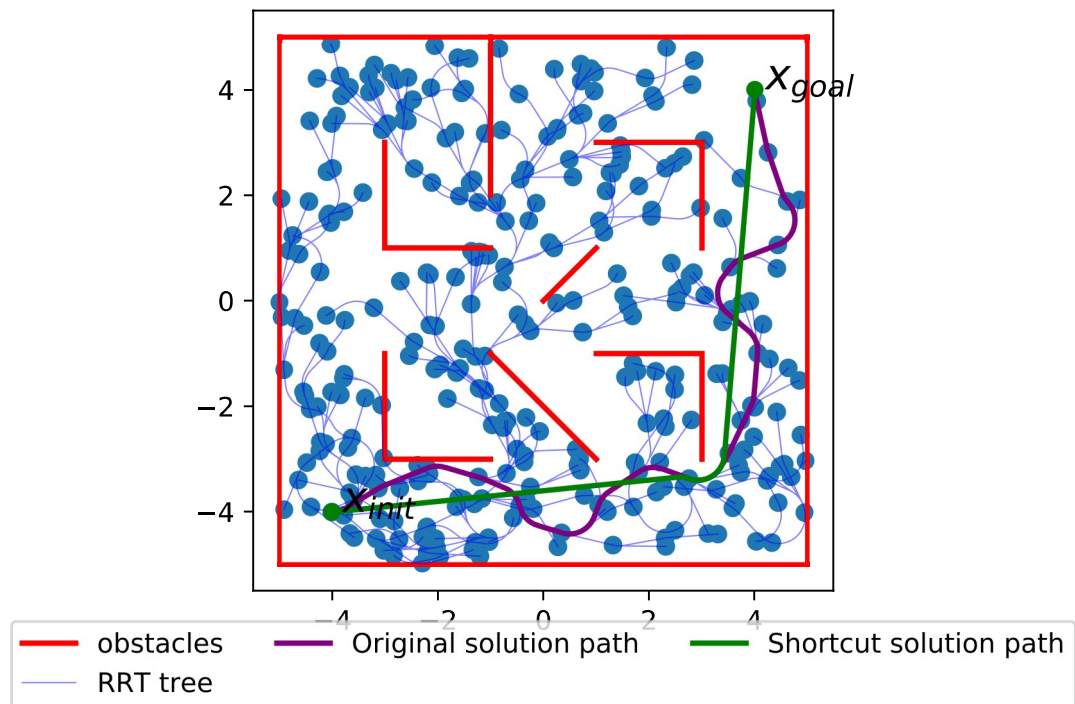 x_goal
4
2
0
−2
−4
x_init
−4 −2 0 2 4
obstacles Original solution path Shortcut solution path
RRT tree